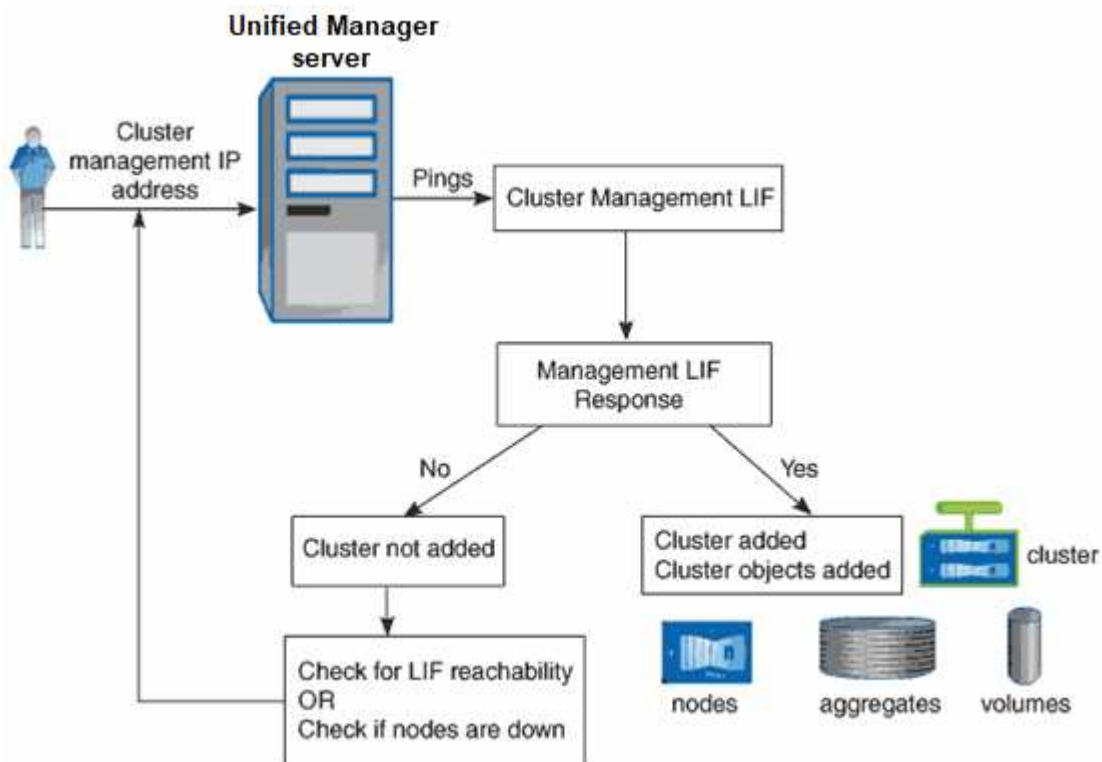 Unified Manager
server
Cluster
management IP
address
Pings
Cluster Management LIF
Management LIF
Response
No
Yes
Cluster not added
Cluster added
Cluster objects added
cluster
Check for LIF reachability
OR
Check if nodes are down
nodes
aggregates
volumes